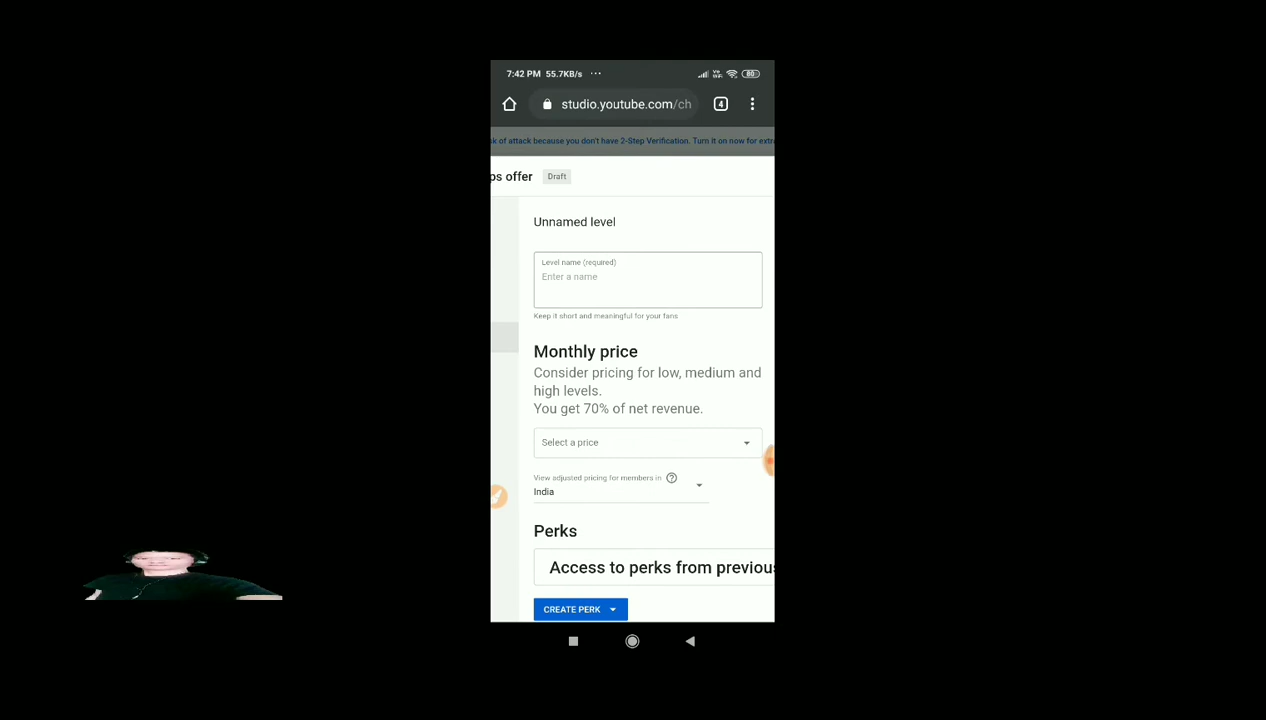 7:42 PM 55.7KB/s ...
80
studio.youtube.com/ch
4
of attack because you don't have 2-Step Verification. Turn it on now for extr
ps offer Draft
Unnamed level
Level name (required)
Enter a name
Keep it short and meaningful for your fans
Monthly price
Consider pricing for low, medium and
high levels.
You get 70% of net revenue.
Select a price
View adjusted pricing for members in ?
India
Perks
Access to perks from previous
CREATE PERK